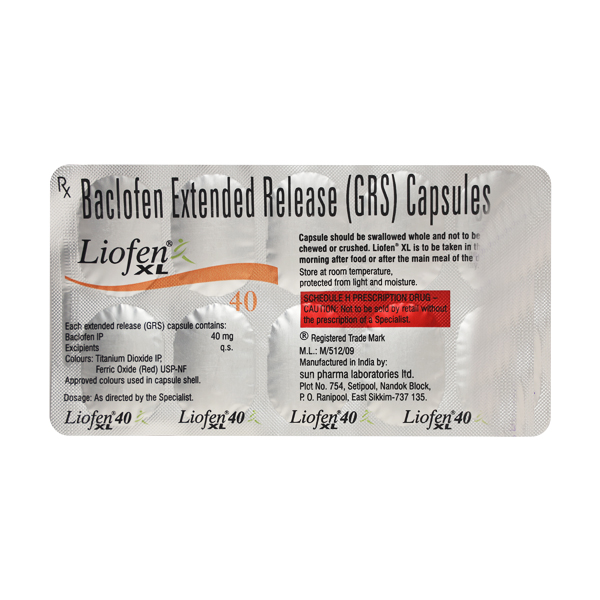 Rx Baclofen Extended Release (GRS) Capsules
Liofen®
XL
40
Each extended release (GRS) capsule contains:
Baclofen IP 40 mg
Excipients q.s.
Colours: Titanium Dioxide IP,
Ferric Oxide (Red) USP-NF
Approved colours used in capsule shell.
Dosage: As directed by the Specialist.
Capsule should be swallowed whole and not to be
chewed or crushed. Liofen® XL is to be taken in
morning after food or after the main meal of the
Store at room temperature,
protected from light and moisture.
SCHEDULE H PRESCRIPTION DRUG –
CAUTION: Not to be sold by retail without
the prescription of a Specialist.
® Registered Trade Mark
M.L.: M/512/09
Manufactured in India by:
sun pharma laboratories ltd.
Plot No. 754, Setipool, Nandok Block,
P. O. Ranipool, East Sikkim-737 135.
Liofen® XL 40 Liofen® XL 40 Liofen® XL 40 Liofen® XL 40